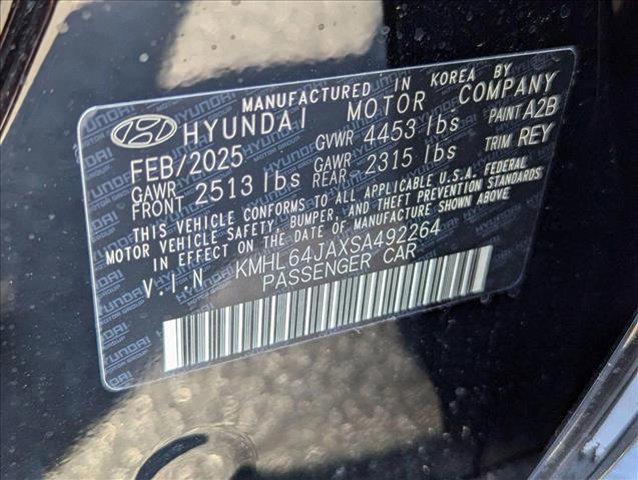 MANUFACTURED IN KOREA BY
HYUNDAI MOTOR COMPANY
FEB/2025 GVWR 4453 lbs PAINT A2B
GAWR FRONT 2513 lbs GAWR REAR 2315 lbs TRIM REY
THIS VEHICLE CONFORMS TO ALL APPLICABLE U.S.A. FEDERAL
MOTOR VEHICLE SAFETY, BUMPER, AND THEFT PREVENTION STANDARDS
IN EFFECT ON THE DATE OF MANUFACTURE SHOWN ABOVE
V.I.N KMHL64JAXSA492264
PASSENGER CAR